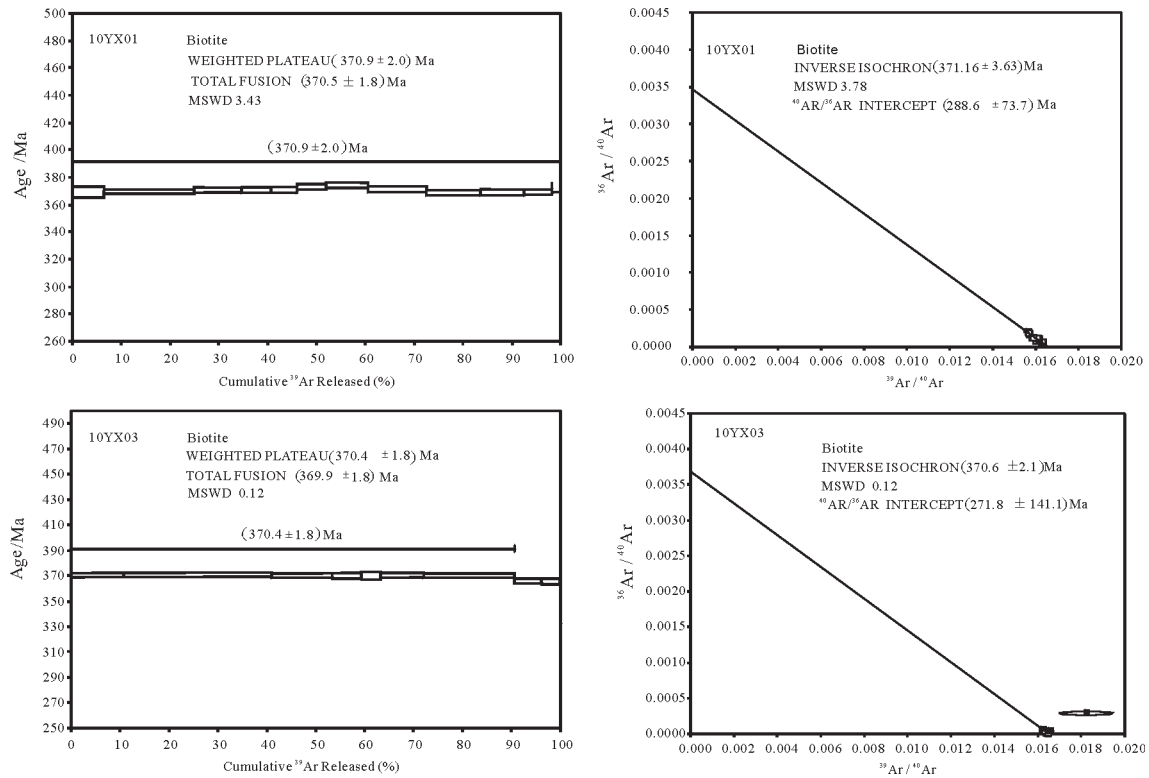 500
480
460
440
420
400
380
360
340
320
300
280
260
Age /Ma
10YX01
Biotite
WEIGHTED PLATEAU(370.9±2.0) Ma
TOTAL FUSION (370.5 ± 1.8)Ma
MSWD 3.43
(370.9±2.0)Ma
0 10 20 30 40 50 60 70 80 90 100
Cumulative ³⁹Ar Released (%)
0.0045
0.0040
0.0035
0.0030
0.0025
0.0020
0.0015
0.0010
0.0005
0.0000
³⁶Ar / ⁴⁰Ar
10YX01
Biotite
INVERSE ISOCHRON(371.16±3.63)Ma
MSWD 3.78
⁴⁰AR/³⁶AR INTERCEPT (288.6 ±73.7) Ma
0.000 0.002 0.004 0.006 0.008 0.010 0.012 0.014 0.016 0.018 0.020
³⁹Ar / ⁴⁰Ar
490
470
450
430
410
390
370
350
330
310
290
270
250
Age/Ma
10YX03
Biotite
WEIGHTED PLATEAU(370.4 ±1.8) Ma
TOTAL FUSION (369.9 ±1.8) Ma
MSWD 0.12
(370.4±1.8)Ma
0 10 20 30 40 50 60 70 80 90 100
Cumulative ³⁹Ar Released (%)
0.0045
0.0040
0.0035
0.0030
0.0025
0.0020
0.0015
0.0010
0.0005
0.0000
³⁶Ar / ⁴⁰Ar
10YX03
Biotite
INVERSE ISOCHRON(370.6 ±2.1)Ma
MSWD 0.12
⁴⁰AR/³⁶AR INTERCEPT(271.8 ± 141.1)Ma
0.000 0.002 0.004 0.006 0.008 0.010 0.012 0.014 0.016 0.018 0.020
³⁹Ar / ⁴⁰Ar